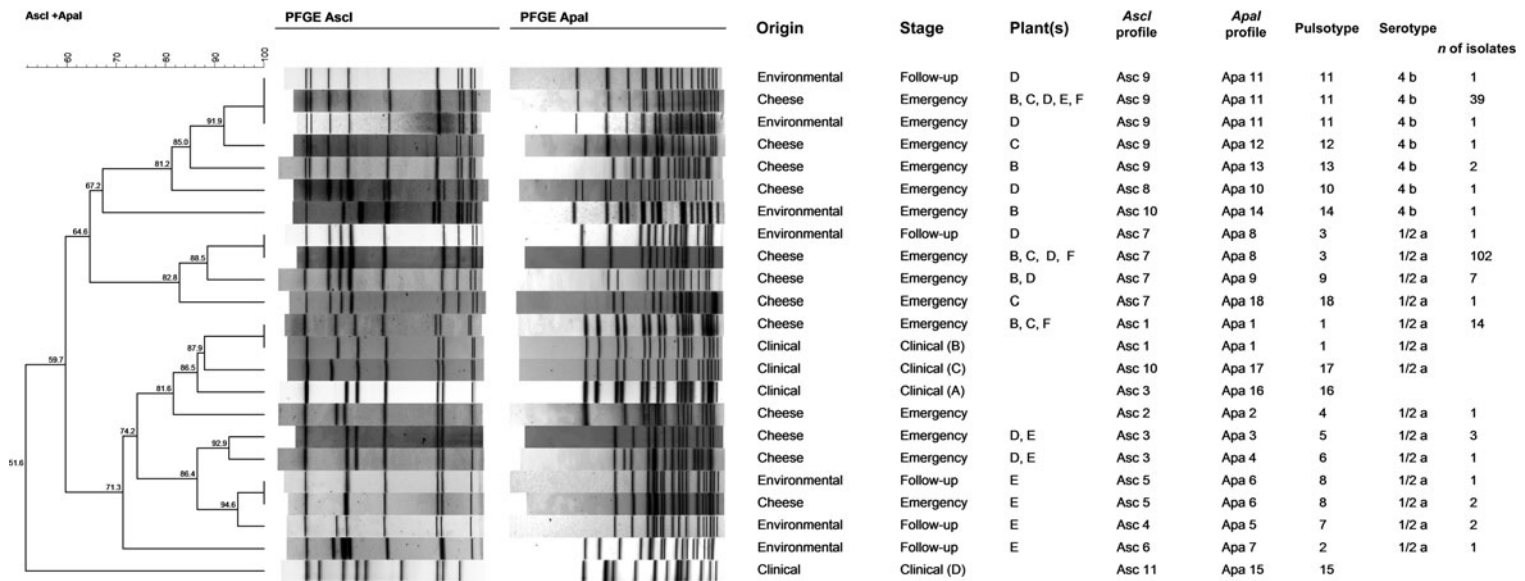 AscI +ApaI
PFGE AscI
PFGE ApaI
Origin Stage Plant(s) AscI profile ApaI profile Pulsotype Serotype n of isolates
60 70 80 90 100
Environmental Follow-up D Asc 9 Apa 11 11 4 b 1
Cheese Emergency B, C, D, E, F Asc 9 Apa 11 11 4 b 39
Environmental Emergency D Asc 9 Apa 11 11 4 b 1
Cheese Emergency C Asc 9 Apa 12 12 4 b 1
Cheese Emergency B Asc 9 Apa 13 13 4 b 2
Cheese Emergency D Asc 8 Apa 10 10 4 b 1
Environmental Emergency B Asc 10 Apa 14 14 4 b 1
Environmental Follow-up D Asc 7 Apa 8 3 1/2 a 1
Cheese Emergency B, C, D, F Asc 7 Apa 8 3 1/2 a 102
Cheese Emergency B, D Asc 7 Apa 9 9 1/2 a 7
Cheese Emergency C Asc 7 Apa 18 18 1/2 a 1
Cheese Emergency B, C, F Asc 1 Apa 1 1 1/2 a 14
Clinical Clinical (B) Asc 1 Apa 1 1 1/2 a
Clinical Clinical (C) Asc 10 Apa 17 17 1/2 a
Clinical Clinical (A) Asc 3 Apa 16 16
Cheese Emergency Asc 2 Apa 2 4 1/2 a 1
Cheese Emergency D, E Asc 3 Apa 3 5 1/2 a 3
Cheese Emergency D, E Asc 3 Apa 4 6 1/2 a 1
Environmental Follow-up E Asc 5 Apa 6 8 1/2 a 1
Cheese Emergency E Asc 5 Apa 6 8 1/2 a 2
Environmental Follow-up E Asc 4 Apa 5 7 1/2 a 2
Environmental Follow-up E Asc 6 Apa 7 2 1/2 a 1
Clinical Clinical (D) Asc 11 Apa 15 15
91.9
85.0
81.2
67.2
64.6
88.5
82.8
59.7
87.9
86.5
81.6
74.2
92.9
86.4
71.3
94.6
51.6